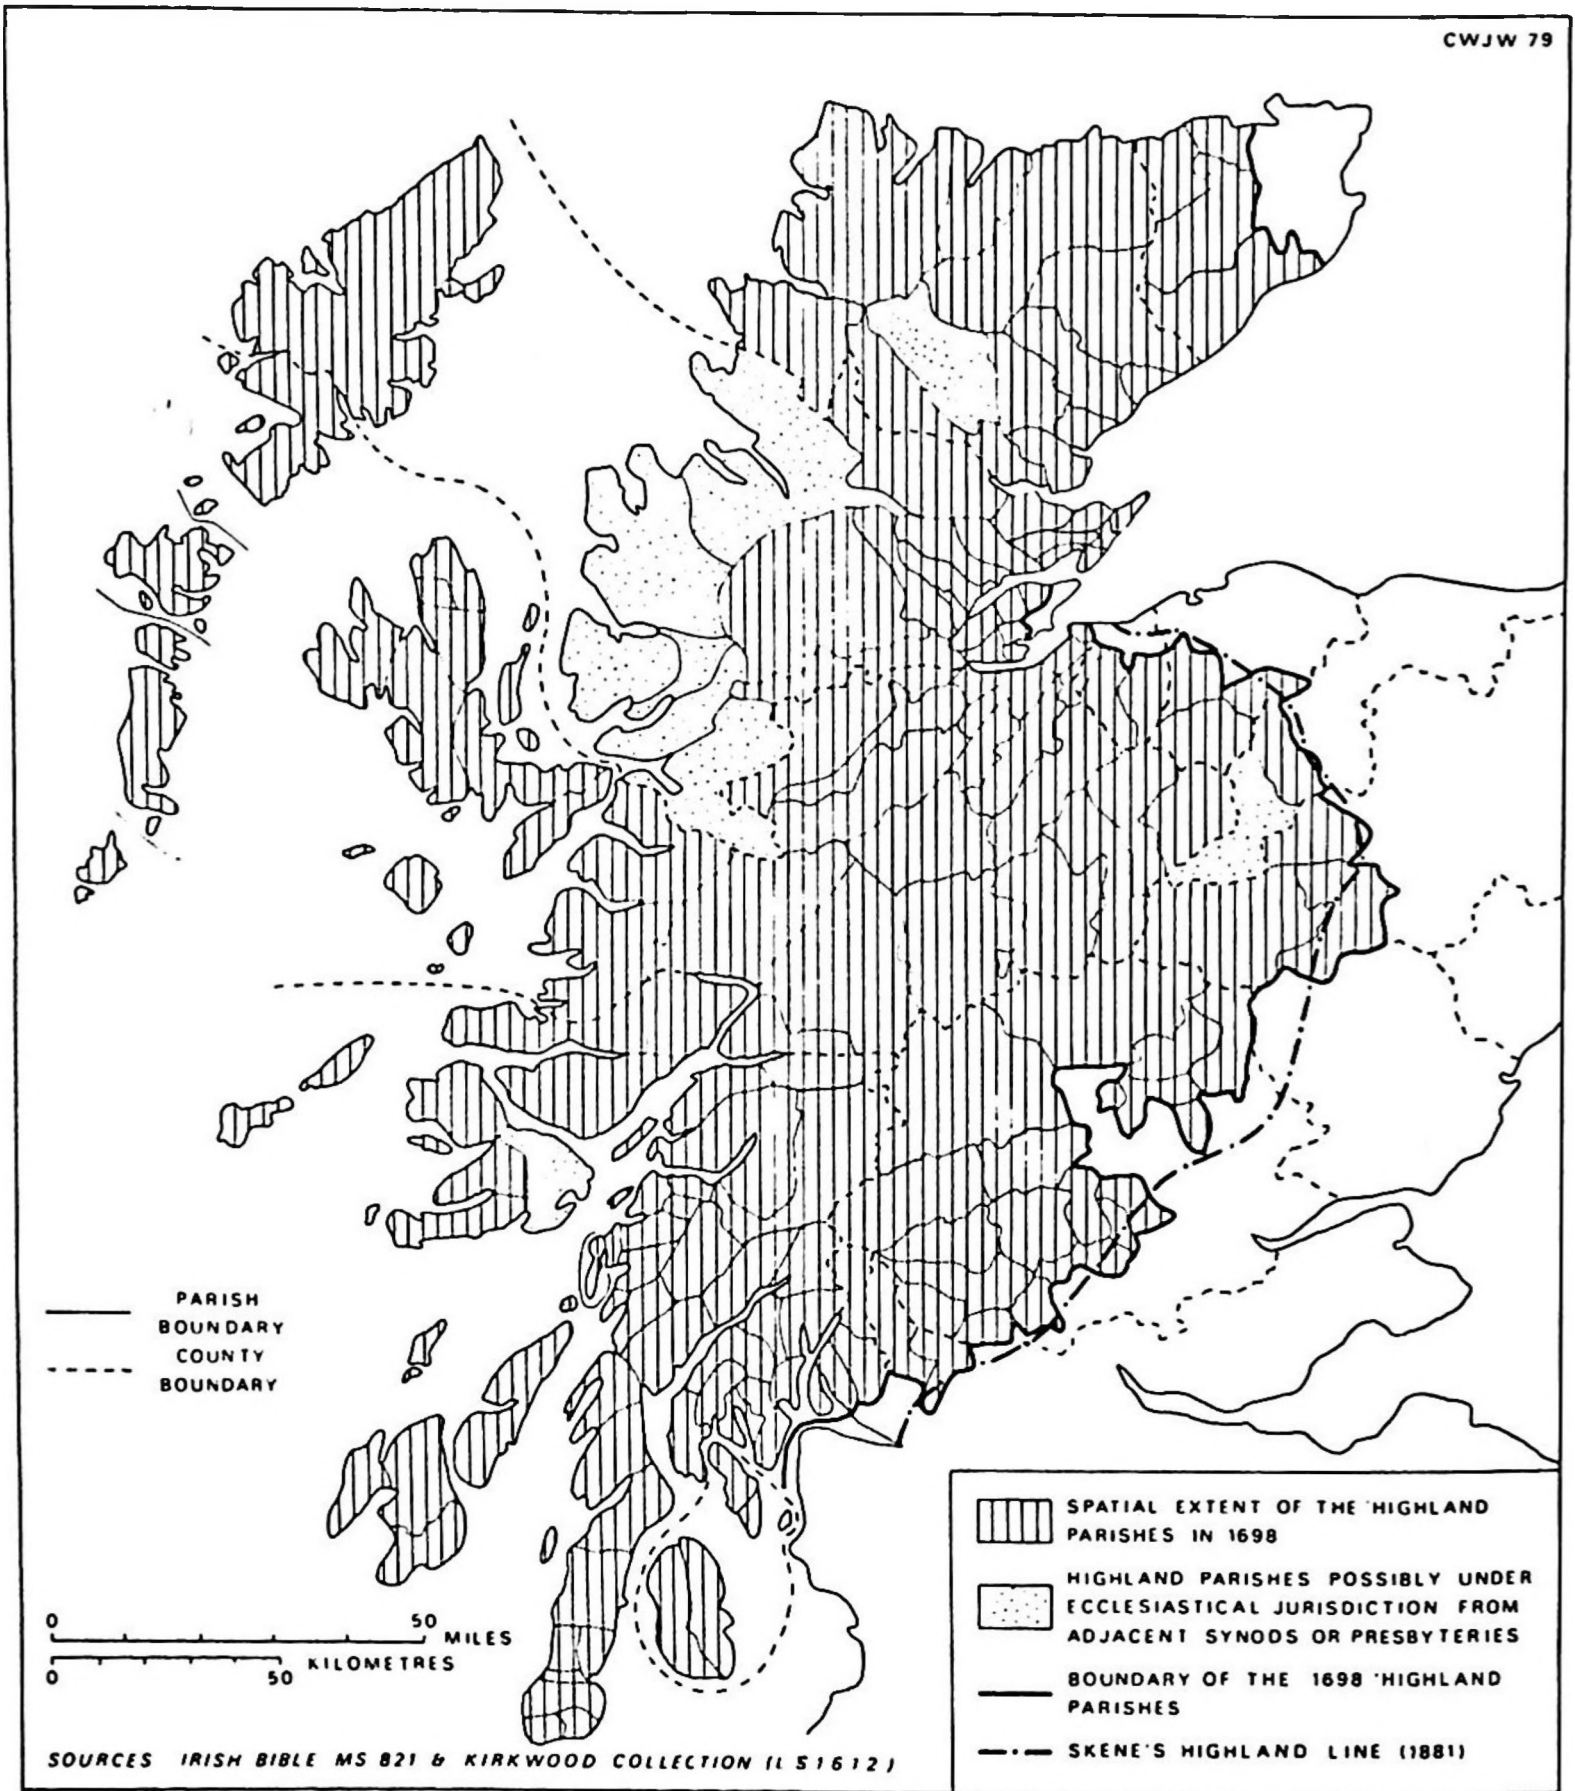 CWJW 79
PARISH
BOUNDARY
COUNTY
BOUNDARY
0 50 MILES
KILOMETRES
0 50
SOURCES IRISH BIBLE MS 821 & KIRKWOOD COLLECTION (LS1612)
SPATIAL EXTENT OF THE 'HIGHLAND
PARISHES IN 1698
HIGHLAND PARISHES POSSIBLY UNDER
ECCLESIASTICAL JURISDICTION FROM
ADJACENT SYNODS OR PRESBYTERIES
BOUNDARY OF THE 1698 'HIGHLAND
PARISHES
SKENE'S HIGHLAND LINE (1881)